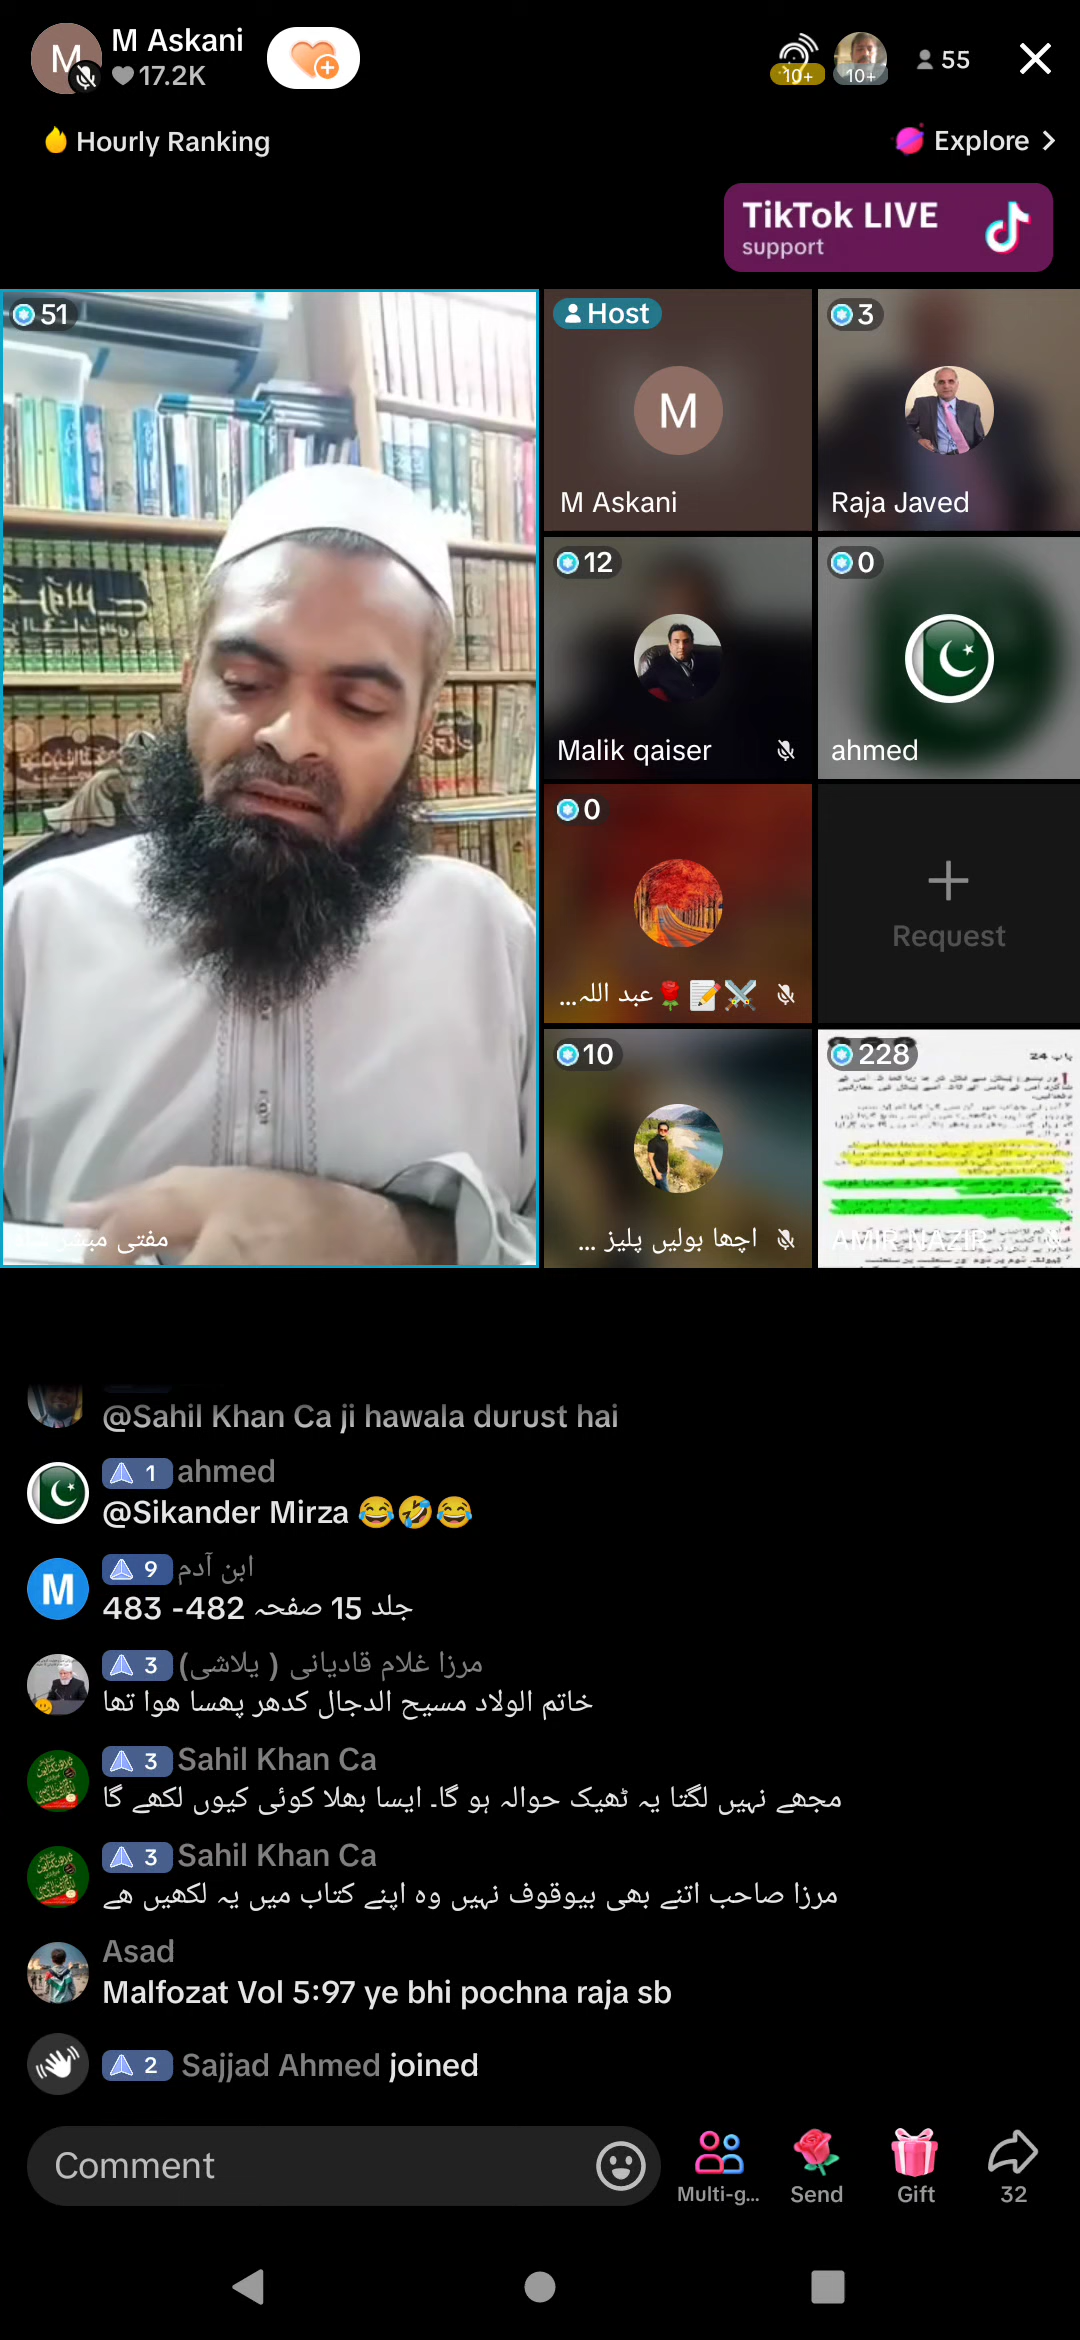 M Askani
17.2K
10+
10+
55
Hourly Ranking
Explore
TikTok LIVE
support
51
مفتی مبشر
Host
M
M Askani
3
Raja Javed
12
Malik qaiser
0
ahmed
0
عبد اللہ🌹📝⚔️...
Request
10
اچھا بولیں پلیز ...
228
باب 24
AMIR NAZIR
@Sahil Khan Ca ji hawala durust hai
1 ahmed
@Sikander Mirza 😂🤣😂
M
9 ابن آدم
جلد 15 صفحہ 482- 483
3 مرزا غلام قادیانی ( یلاشی)
خاتم الولاد مسیح الدجال کدھر پھسا ھوا تھا
3 Sahil Khan Ca
مجھے نہیں لگتا یہ ٹھیک حوالہ ہو گا۔ ایسا بھلا کوئی کیوں لکھے گا
3 Sahil Khan Ca
مرزا صاحب اتنے بھی بیوقوف نہیں وہ اپنے کتاب میں یہ لکھیں ھے
Asad
Malfozat Vol 5:97 ye bhi pochna raja sb
2 Sajjad Ahmed joined
Comment
Multi-g...
Send
Gift
32